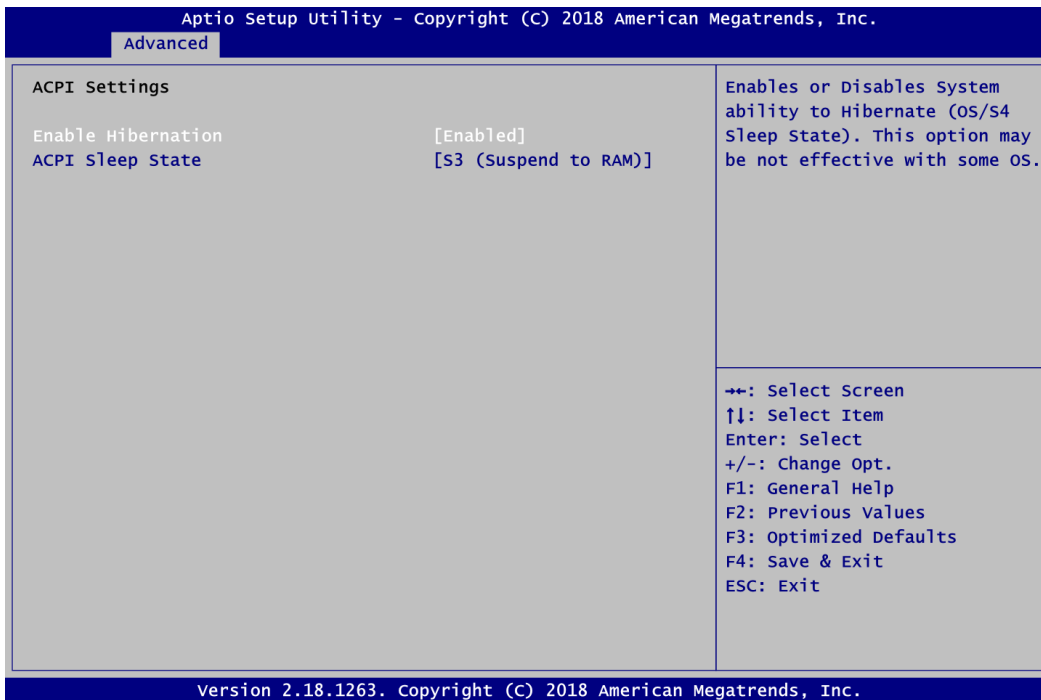 Aptio Setup Utility - Copyright (C) 2018 American Megatrends, Inc.
Advanced
ACPI Settings
Enable Hibernation [Enabled]
ACPI Sleep State [S3 (Suspend to RAM)]
Enables or Disables System
ability to Hibernate (OS/S4
Sleep State). This option may
be not effective with some OS.
→←: Select Screen
↑↓: Select Item
Enter: Select
+/-: Change Opt.
F1: General Help
F2: Previous Values
F3: Optimized Defaults
F4: Save & Exit
ESC: Exit
Version 2.18.1263. Copyright (C) 2018 American Megatrends, Inc.